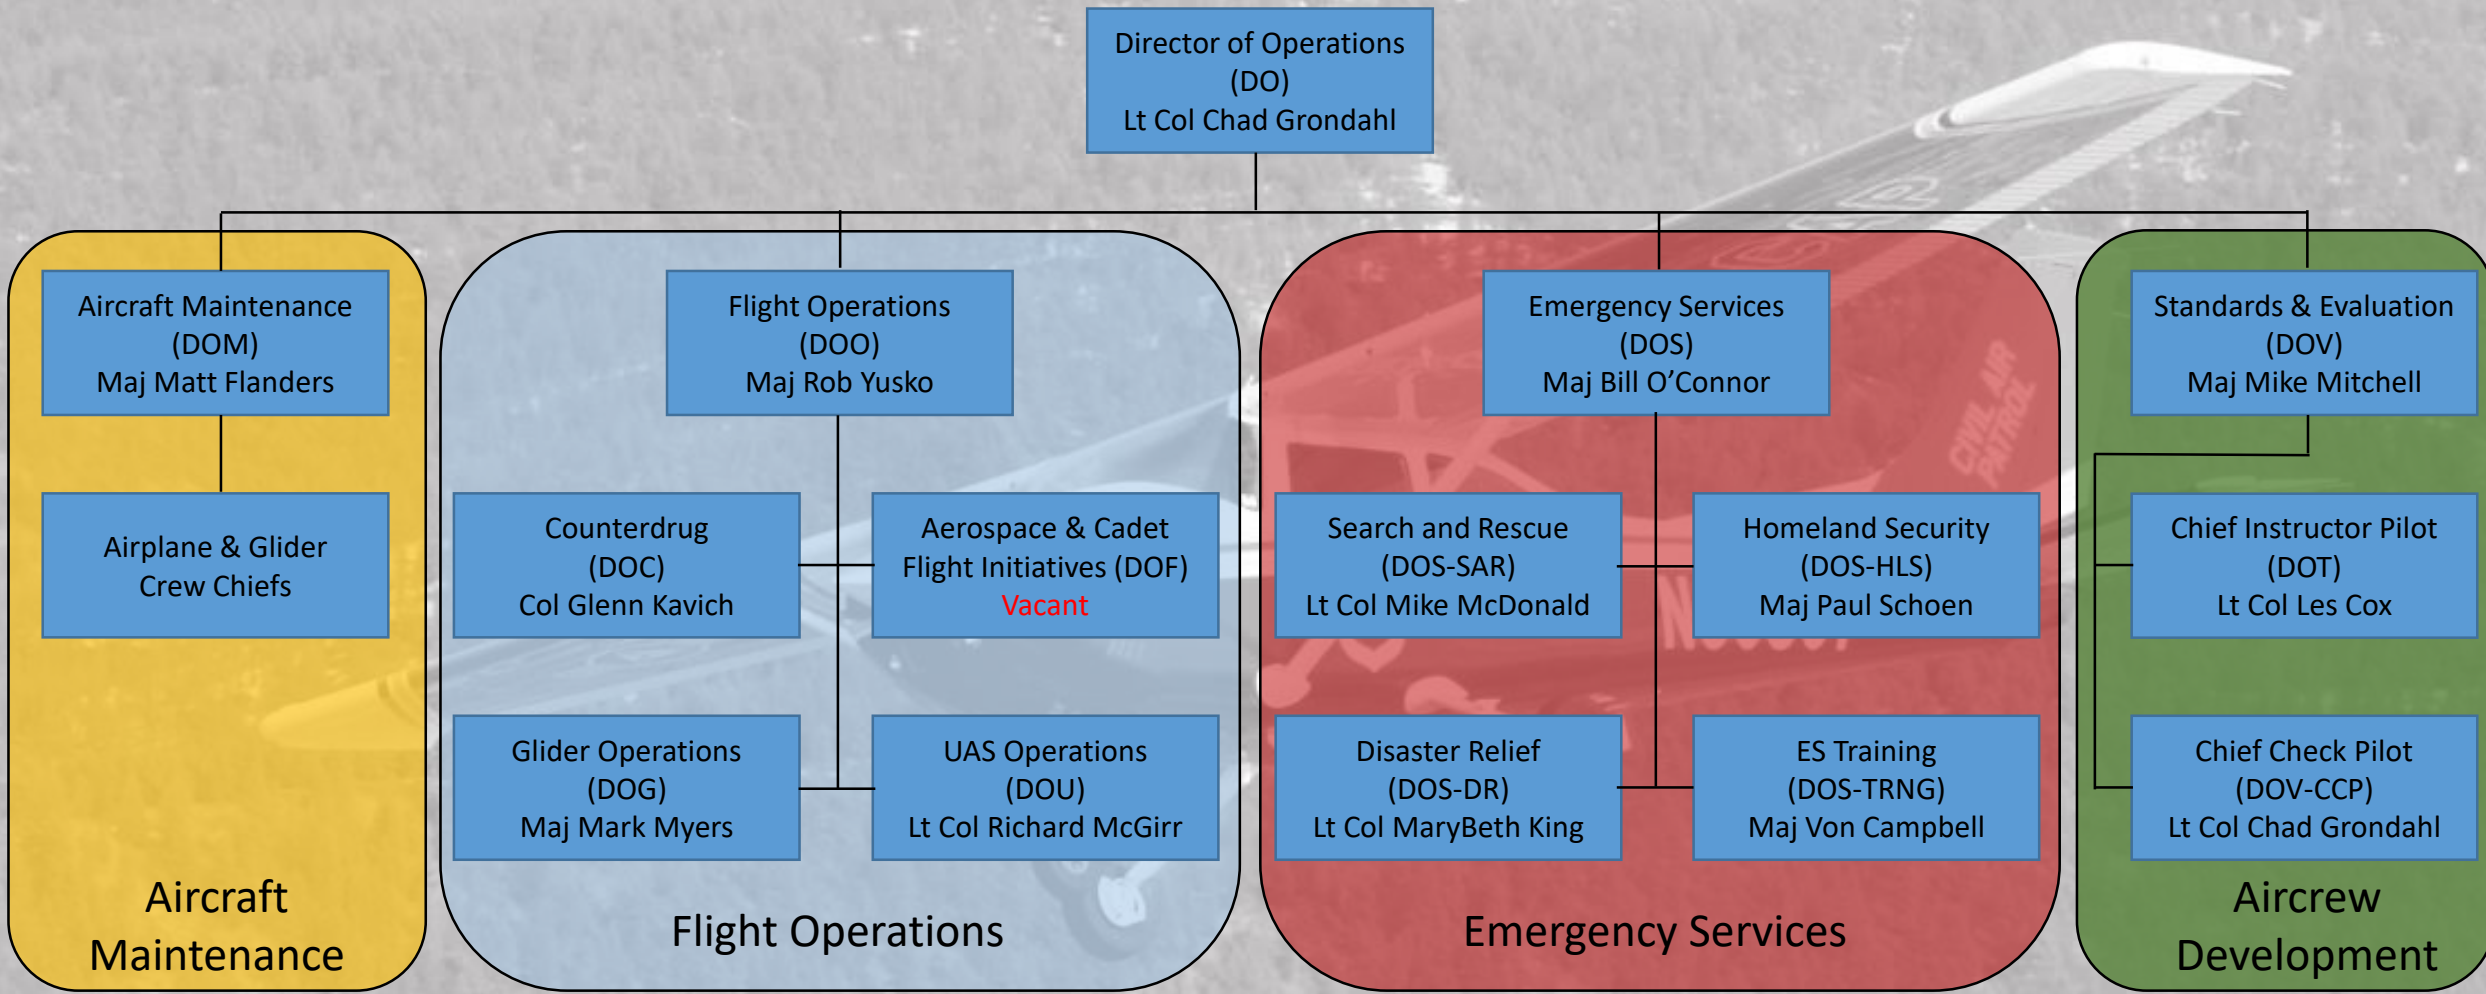 Director of Operations
(DO)
Lt Col Chad Grondahl
Aircraft Maintenance
(DOM)
Maj Matt Flanders
Flight Operations
(DOO)
Maj Rob Yusko
Emergency Services
(DOS)
Maj Bill O’Connor
Standards & Evaluation
(DOV)
Maj Mike Mitchell
Airplane & Glider
Crew Chiefs
Counterdrug
(DOC)
Col Glenn Kavich
Aerospace & Cadet
Flight Initiatives (DOF)
Vacant
Search and Rescue
(DOS-SAR)
Lt Col Mike McDonald
Homeland Security
(DOS-HLS)
Maj Paul Schoen
Chief Instructor Pilot
(DOT)
Lt Col Les Cox
Glider Operations
(DOG)
Maj Mark Myers
UAS Operations
(DOU)
Lt Col Richard McGirr
Disaster Relief
(DOS-DR)
Lt Col MaryBeth King
ES Training
(DOS-TRNG)
Maj Von Campbell
Chief Check Pilot
(DOV-CCP)
Lt Col Chad Grondahl
Aircraft
Maintenance
Flight Operations
Emergency Services
Aircrew
Development
CIVIL AIR
PATROL